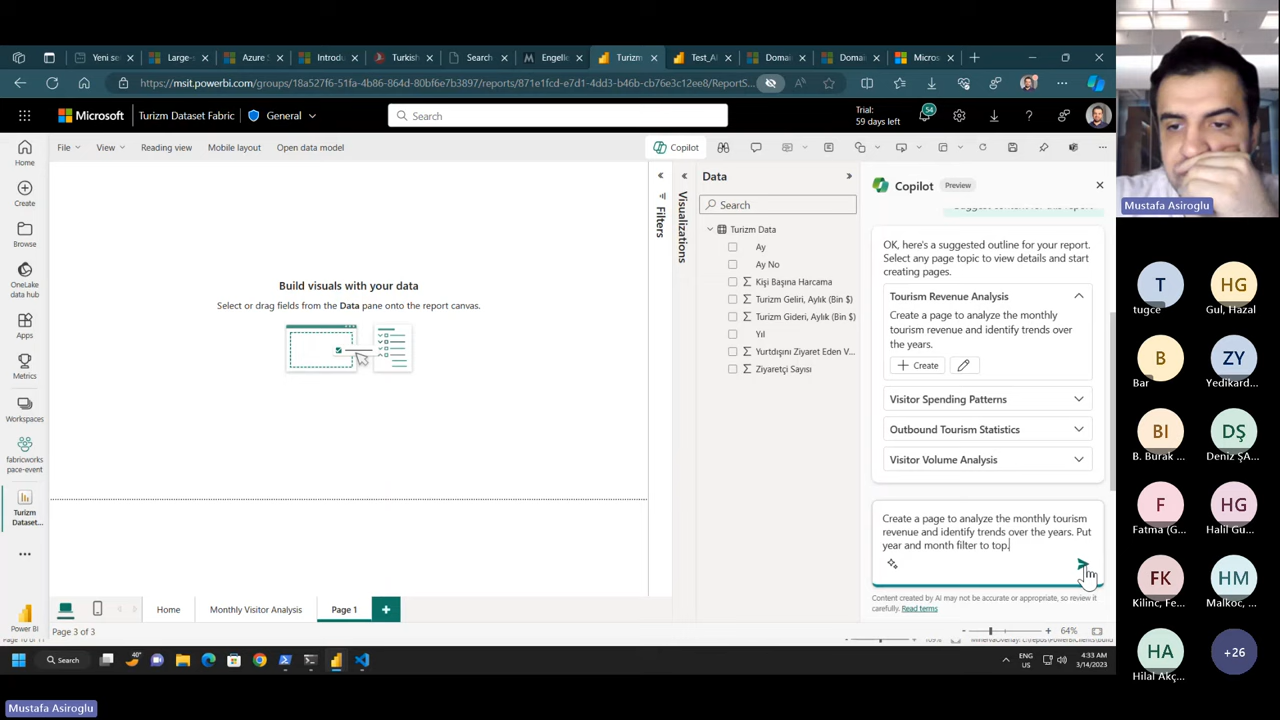 Yeni se
Large-
Azure S
Introdu
Turkish
Search
Engelle
Turizm
Test_A
Domai
Domai
Micros
https://msit.powerbi.com/groups/18a527f6-51fa-4b86-864d-80bf6e7b3897/reports/871e1fcd-e7d1-4dd3-b46b-cb76e3c12ee8/ReportS...
Microsoft
Turizm Dataset Fabric
General
Search
Trial:
59 days left
54
Home
Create
Browse
OneLake
data hub
Apps
Metrics
Workspaces
fabricworks
pace-event
Turizm
Dataset...
Power BI
File
View
Reading view
Mobile layout
Open data model
Copilot
Build visuals with your data
Select or drag fields from the Data pane onto the report canvas.
Filters
Visualizations
Data
Search
Turizm Data
Ay
Ay No
Kişi Başına Harcama
Turizm Geliri, Aylık (Bin $)
Turizm Gideri, Aylık (Bin $)
Yıl
Yurtdışını Ziyaret Eden V...
Ziyaretçi Sayısı
Copilot
Preview
OK, here's a suggested outline for your report.
Select any page topic to view details and start
creating pages.
Tourism Revenue Analysis
Create a page to analyze the monthly
tourism revenue and identify trends over
the years.
Create
Visitor Spending Patterns
Outbound Tourism Statistics
Visitor Volume Analysis
Create a page to analyze the monthly tourism
revenue and identify trends over the years. Put
year and month filter to top.
Content created by AI may not be accurate or appropriate, so review it
carefully. Read terms
Home
Monthly Visitor Analysis
Page 1
Page 3 of 3
64%
Search
40°
ENG
US
4:33 AM
3/14/2023
Mustafa Asiroglu
Mustafa Asiroglu
T
tugce
HG
Gul, Hazal
B
Bar
ZY
Yedikard...
BI
B. Burak ...
DŞ
Deniz ŞA...
F
Fatma (G...
HG
Halil Gu...
FK
Kilinc, Fe...
HM
Malkoc, ...
HA
Hilal Akç...
+26